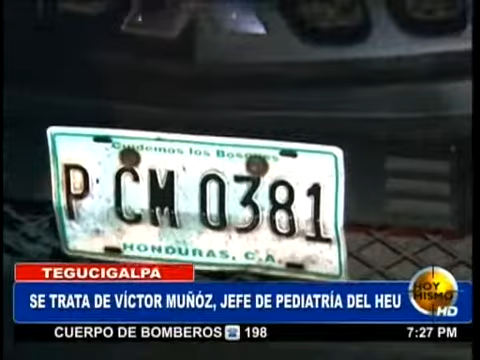 Cuidemos los Bosques
P CM 0381
HONDURAS, C.A.
TEGUCIGALPA
SE TRATA DE VÍCTOR MUÑÓZ, JEFE DE PEDIATRÍA DEL HEU
HOY
MISMO
HD
CUERPO DE BOMBEROS ☎ 198
7:27 PM